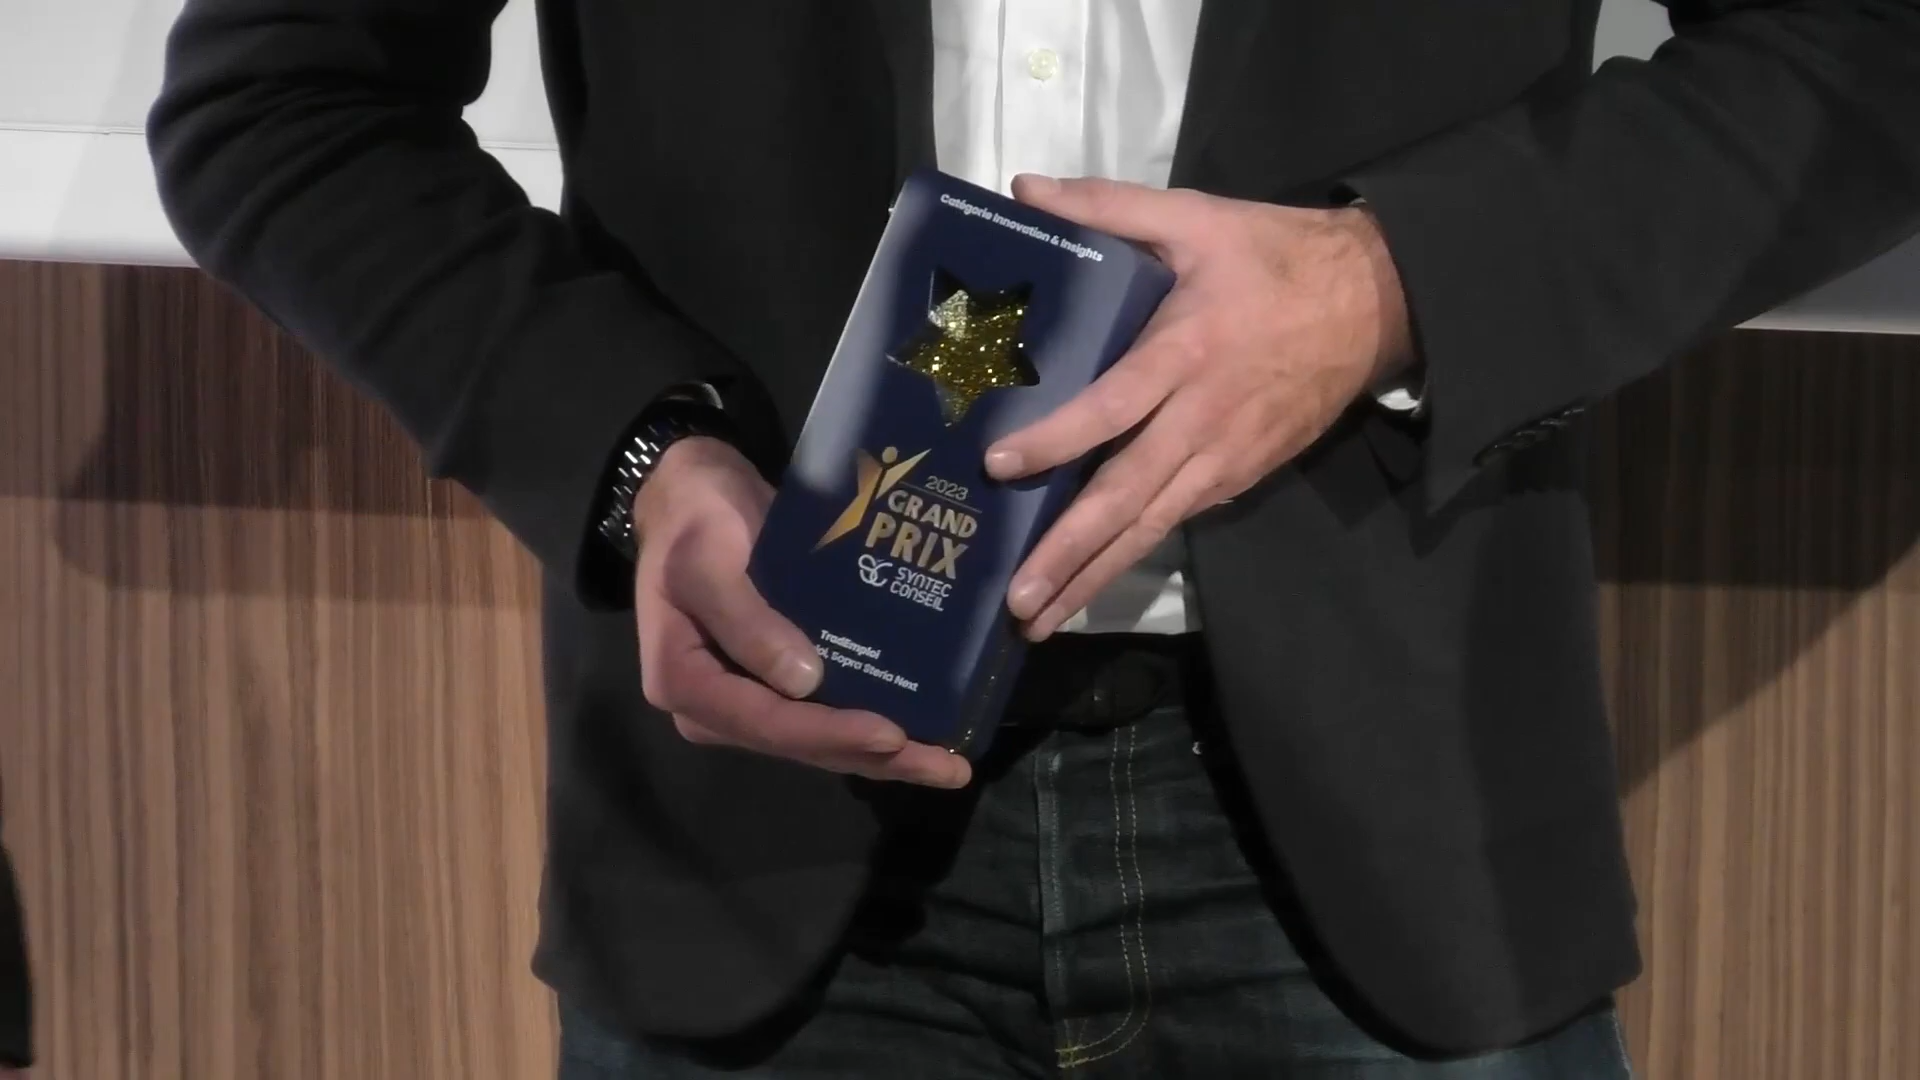 Catégorie Innovation & Insights
2023
GRAND
PRIX
SYNTEC
CONSEIL
TradEmploi
Sopra Steria Next